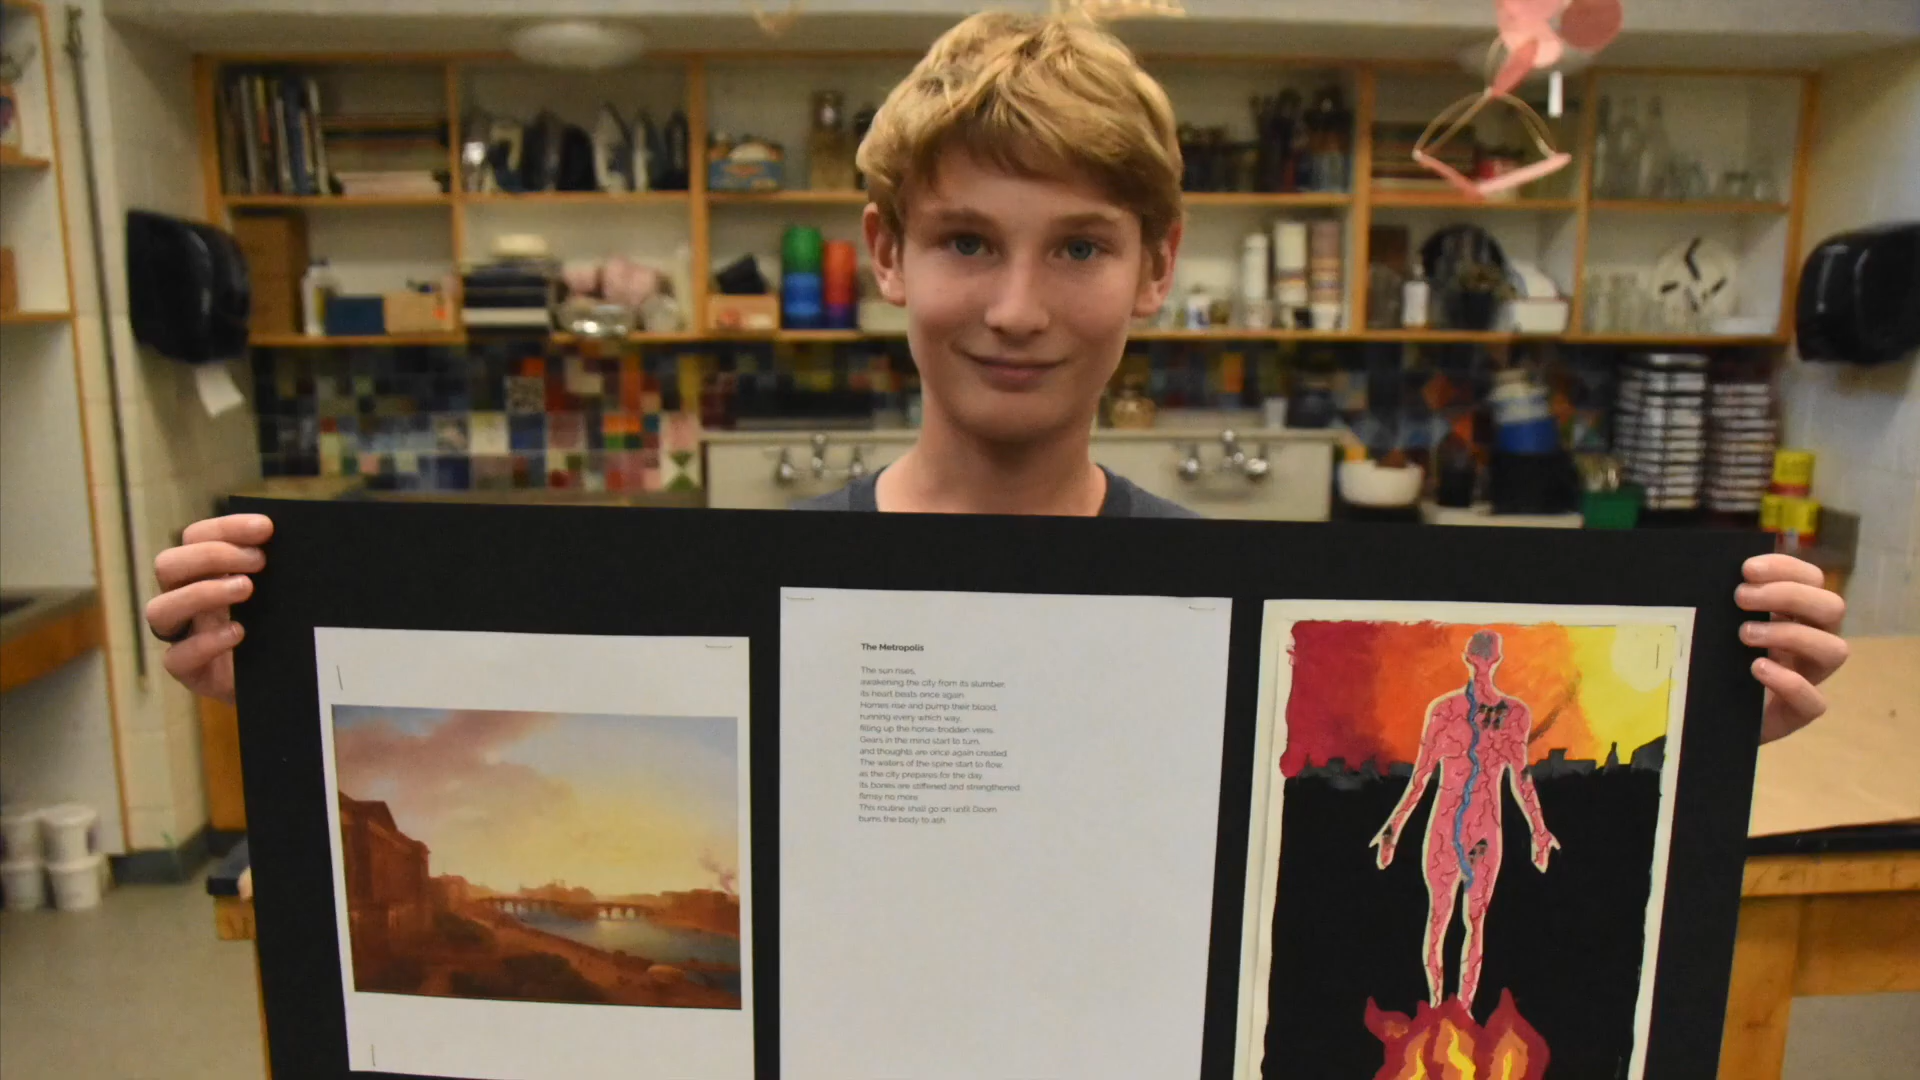 The Metropolis
The sun rises,
awakening the city from its slumber.
its heart beats once again.
Homes rise and pump their blood,
running every which way,
filling up the horse-trodden veins.
Gears in the mind start to turn,
and thoughts are once again created.
The waters of the spine start to flow,
as the city prepares for the day.
Its bones are stiffened and strengthened,
flimsy no more.
This routine shall go on until Doom
burns the body to ash.